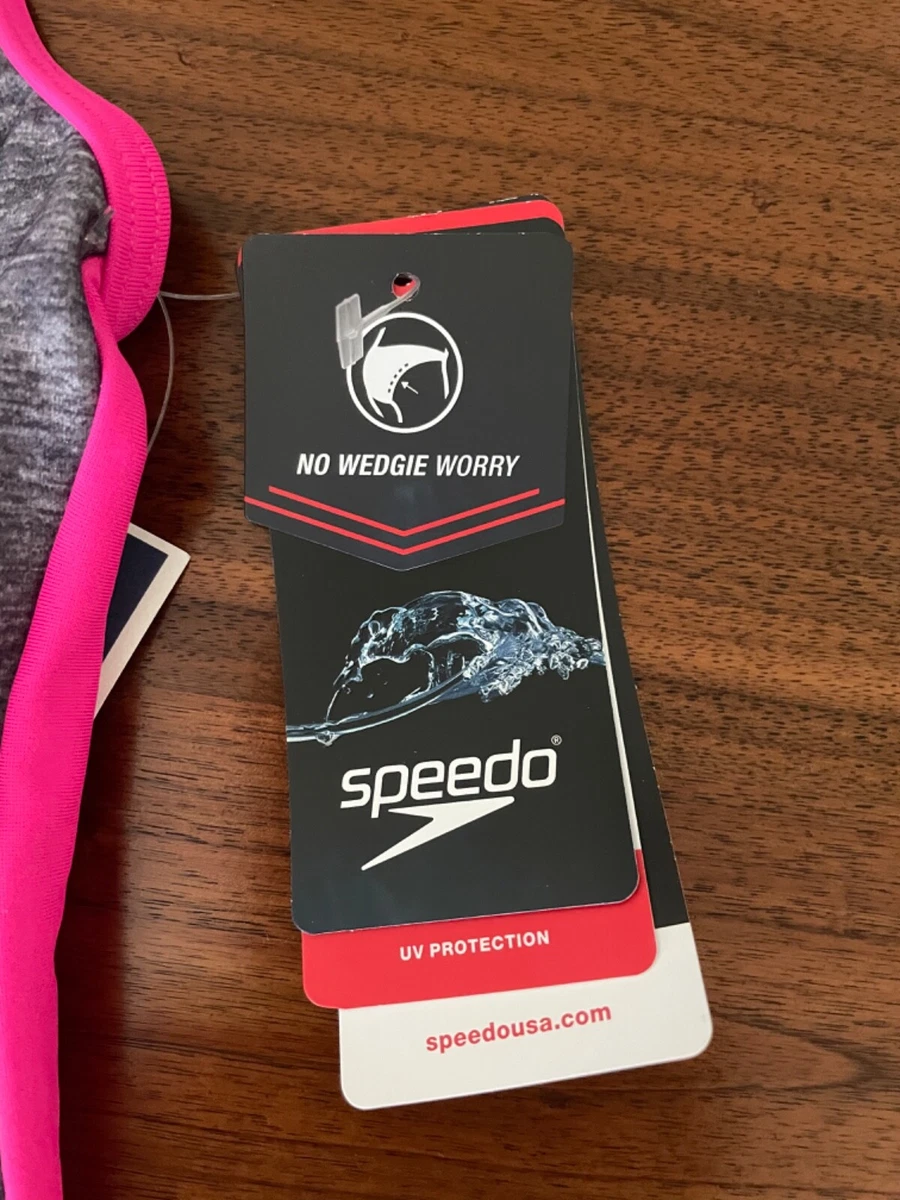 NO WEDGIE WORRY
speedo®
UV PROTECTION
speedousa.com